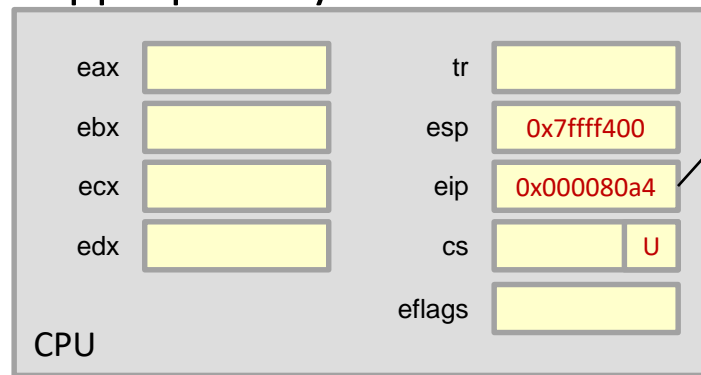 eax
tr
ebx
esp 0x7ffff400
ecx
eip 0x000080a4
edx
cs U
eflags
CPU